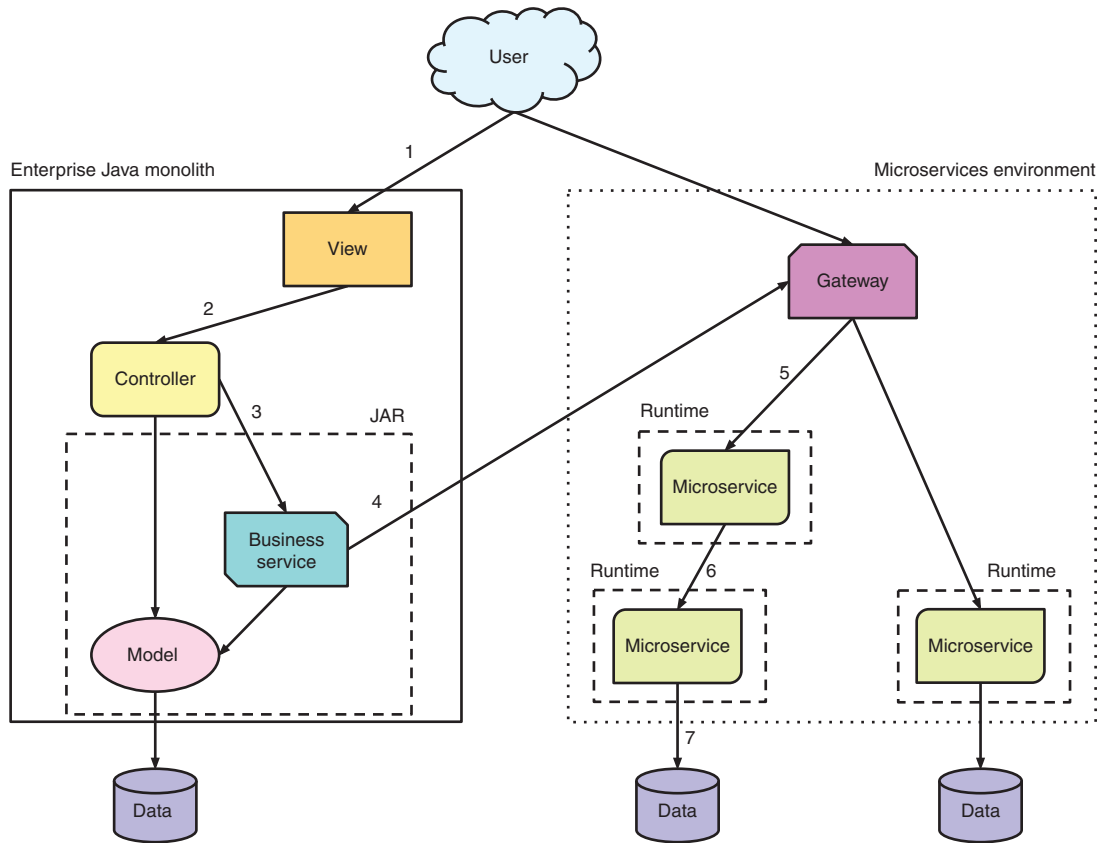 User
1
Enterprise Java monolith
Microservices environment
View
Gateway
2
Controller
5
3
JAR
Runtime
Microservice
4
Business
service
6
Runtime
Runtime
Model
Microservice
Microservice
7
Data
Data
Data